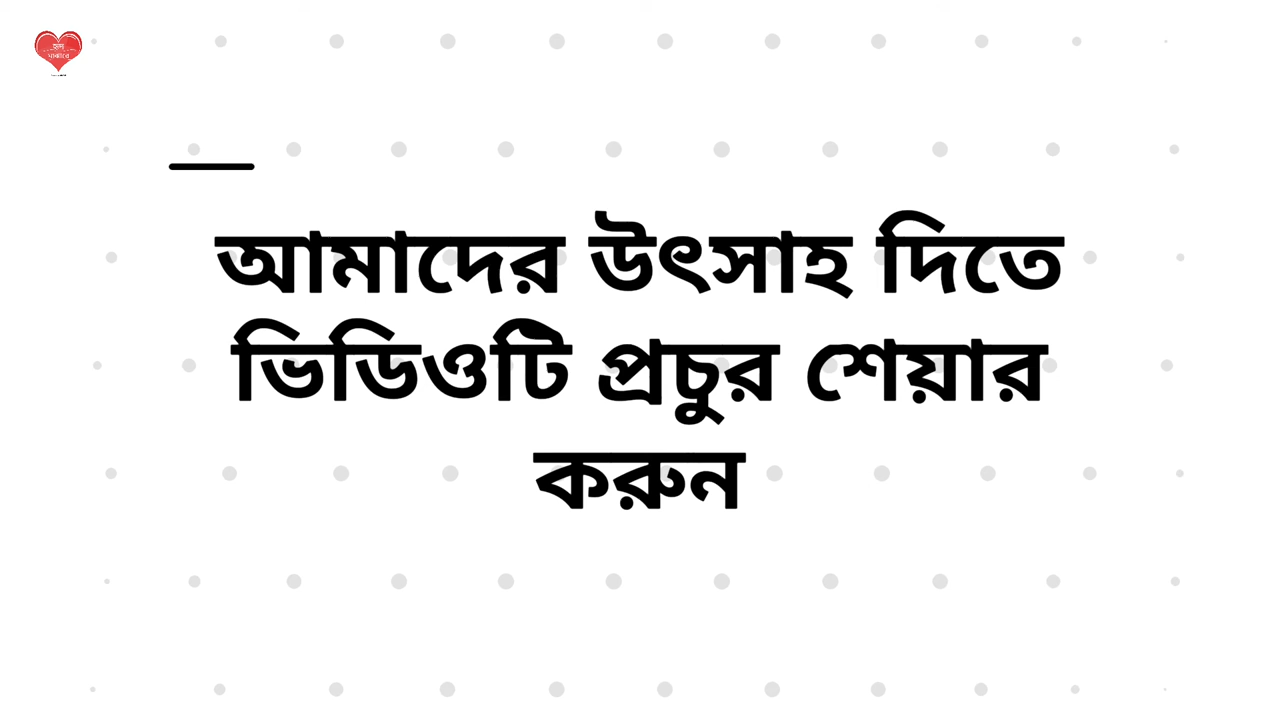 আমাদের উৎসাহ দিতে
ভিডিওটি প্রচুর শেয়ার
করুন